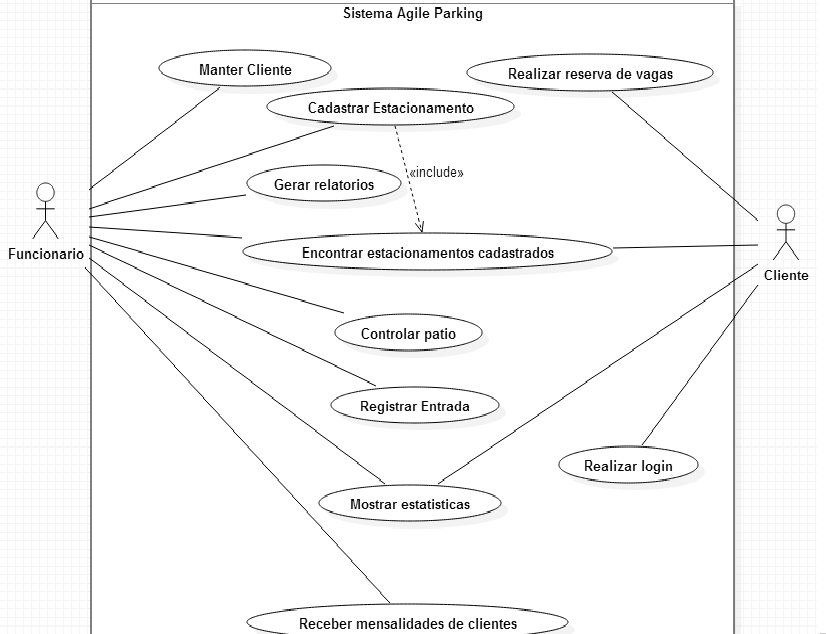 Sistema Agile Parking
Manter Cliente
Realizar reserva de vagas
Cadastrar Estacionamento
«include»
Gerar relatorios
Funcionario
Encontrar estacionamentos cadastrados
Cliente
Controlar patio
Registrar Entrada
Realizar login
Mostrar estatisticas
Receber mensalidades de clientes